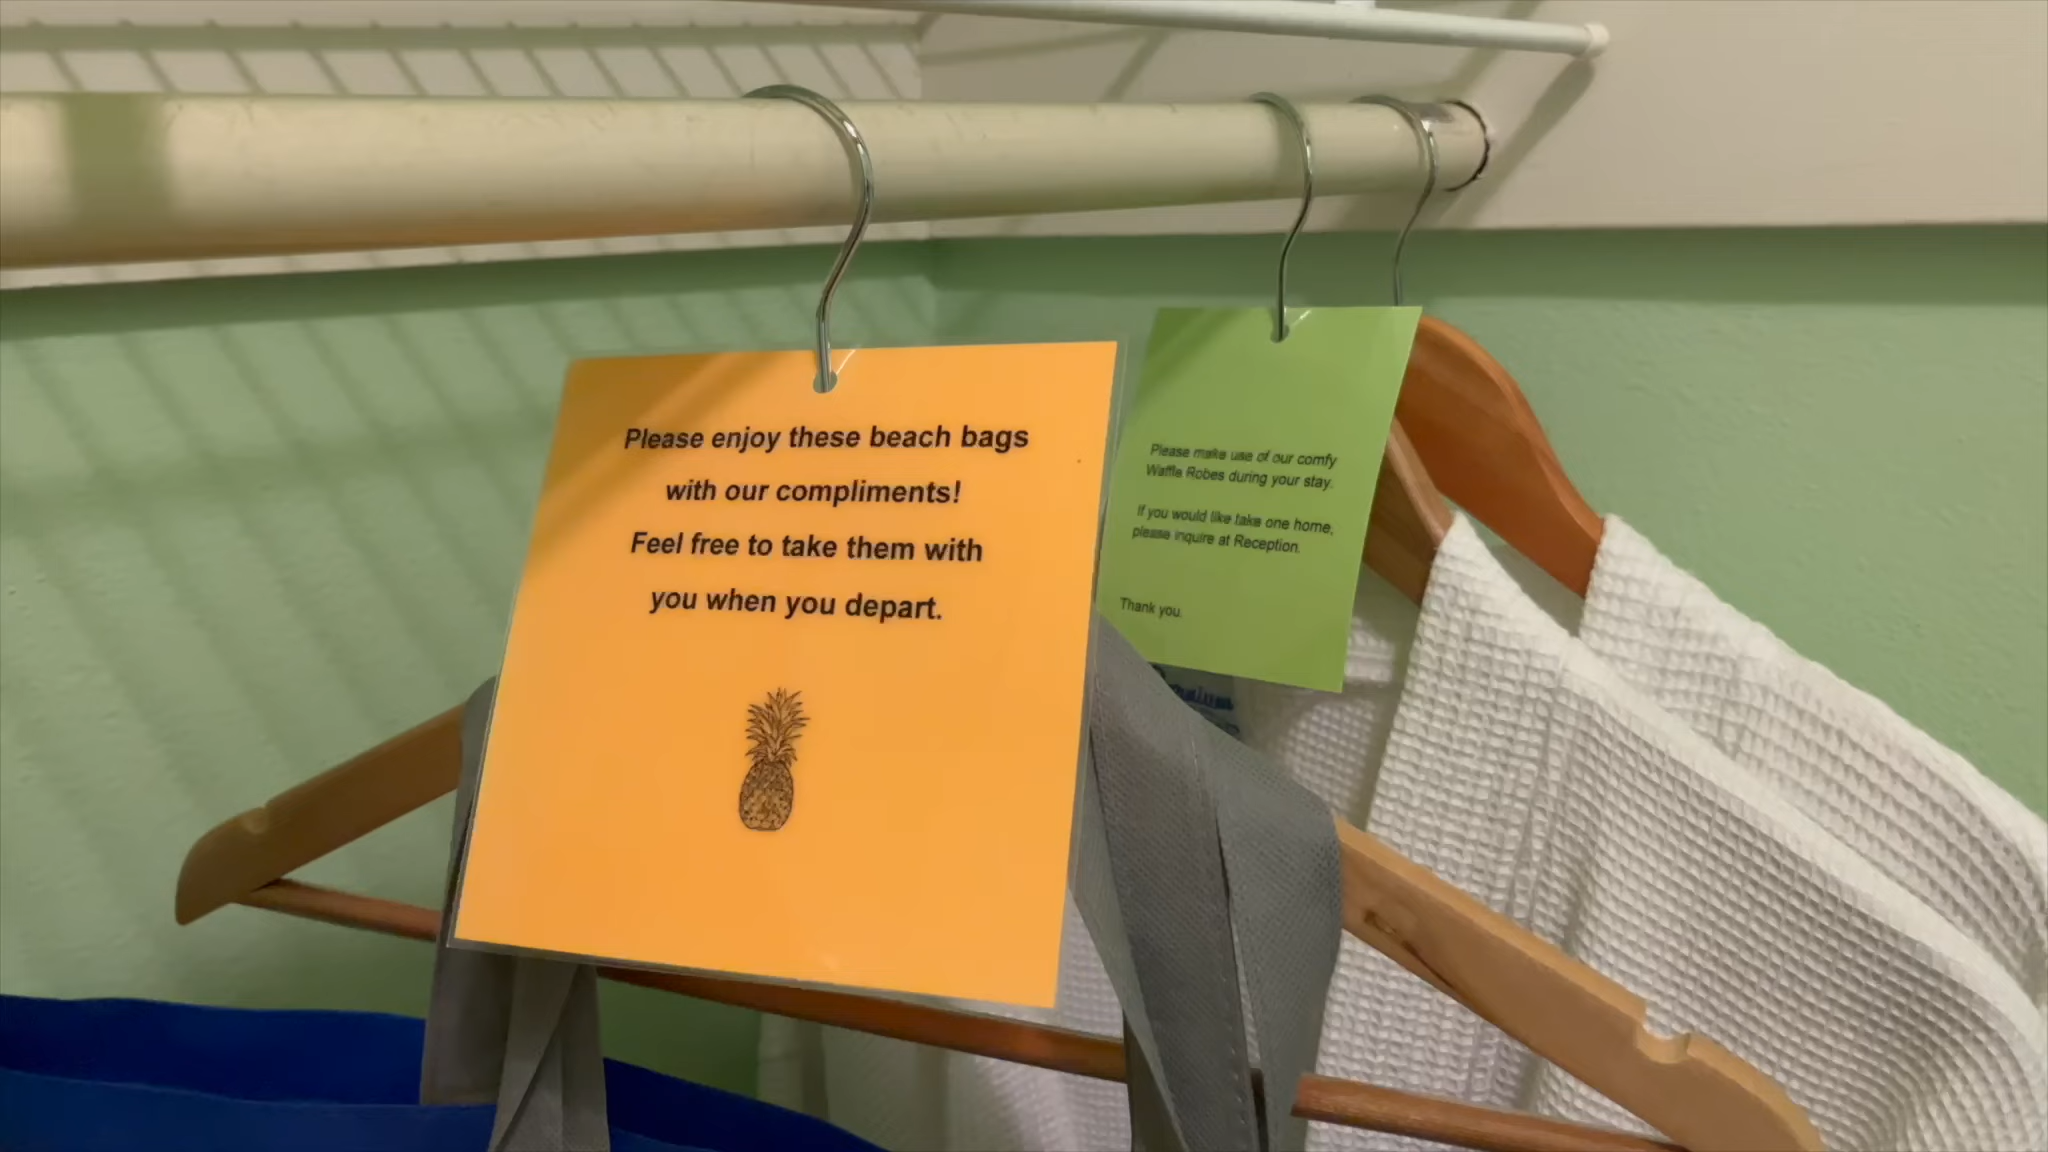 Please enjoy these beach bags
with our compliments!
Feel free to take them with
you when you depart.
Please make use of our comfy
Waffle Robes during your stay.
If you would like take one home,
please inquire at Reception.
Thank you.